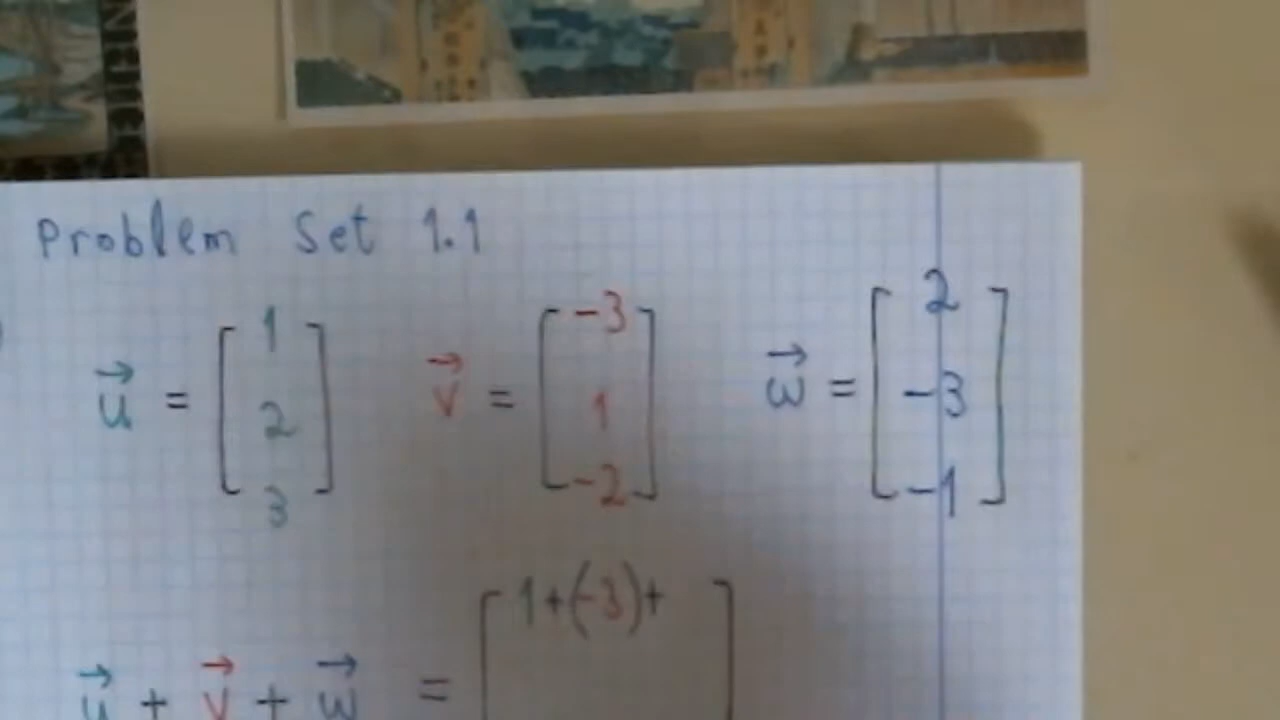 Problem Set 1.1
u⃗ = [1 2 3] v⃗ = [-3 1 -2] w⃗ = [2 -3 -1]
u⃗ + v⃗ + w⃗ = [1+(-3)+ ]